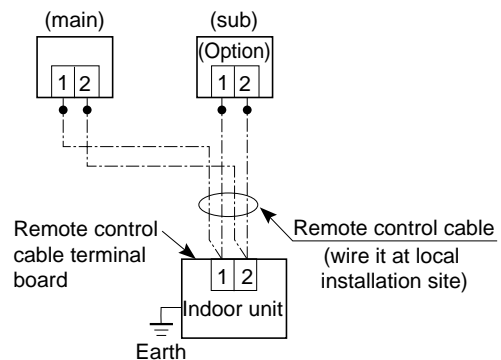 (main)
(sub)
(Option)
1 2
1 2
Remote control
cable terminal
board
Remote control cable
(wire it at local
installation site)
1 2
Indoor unit
Earth